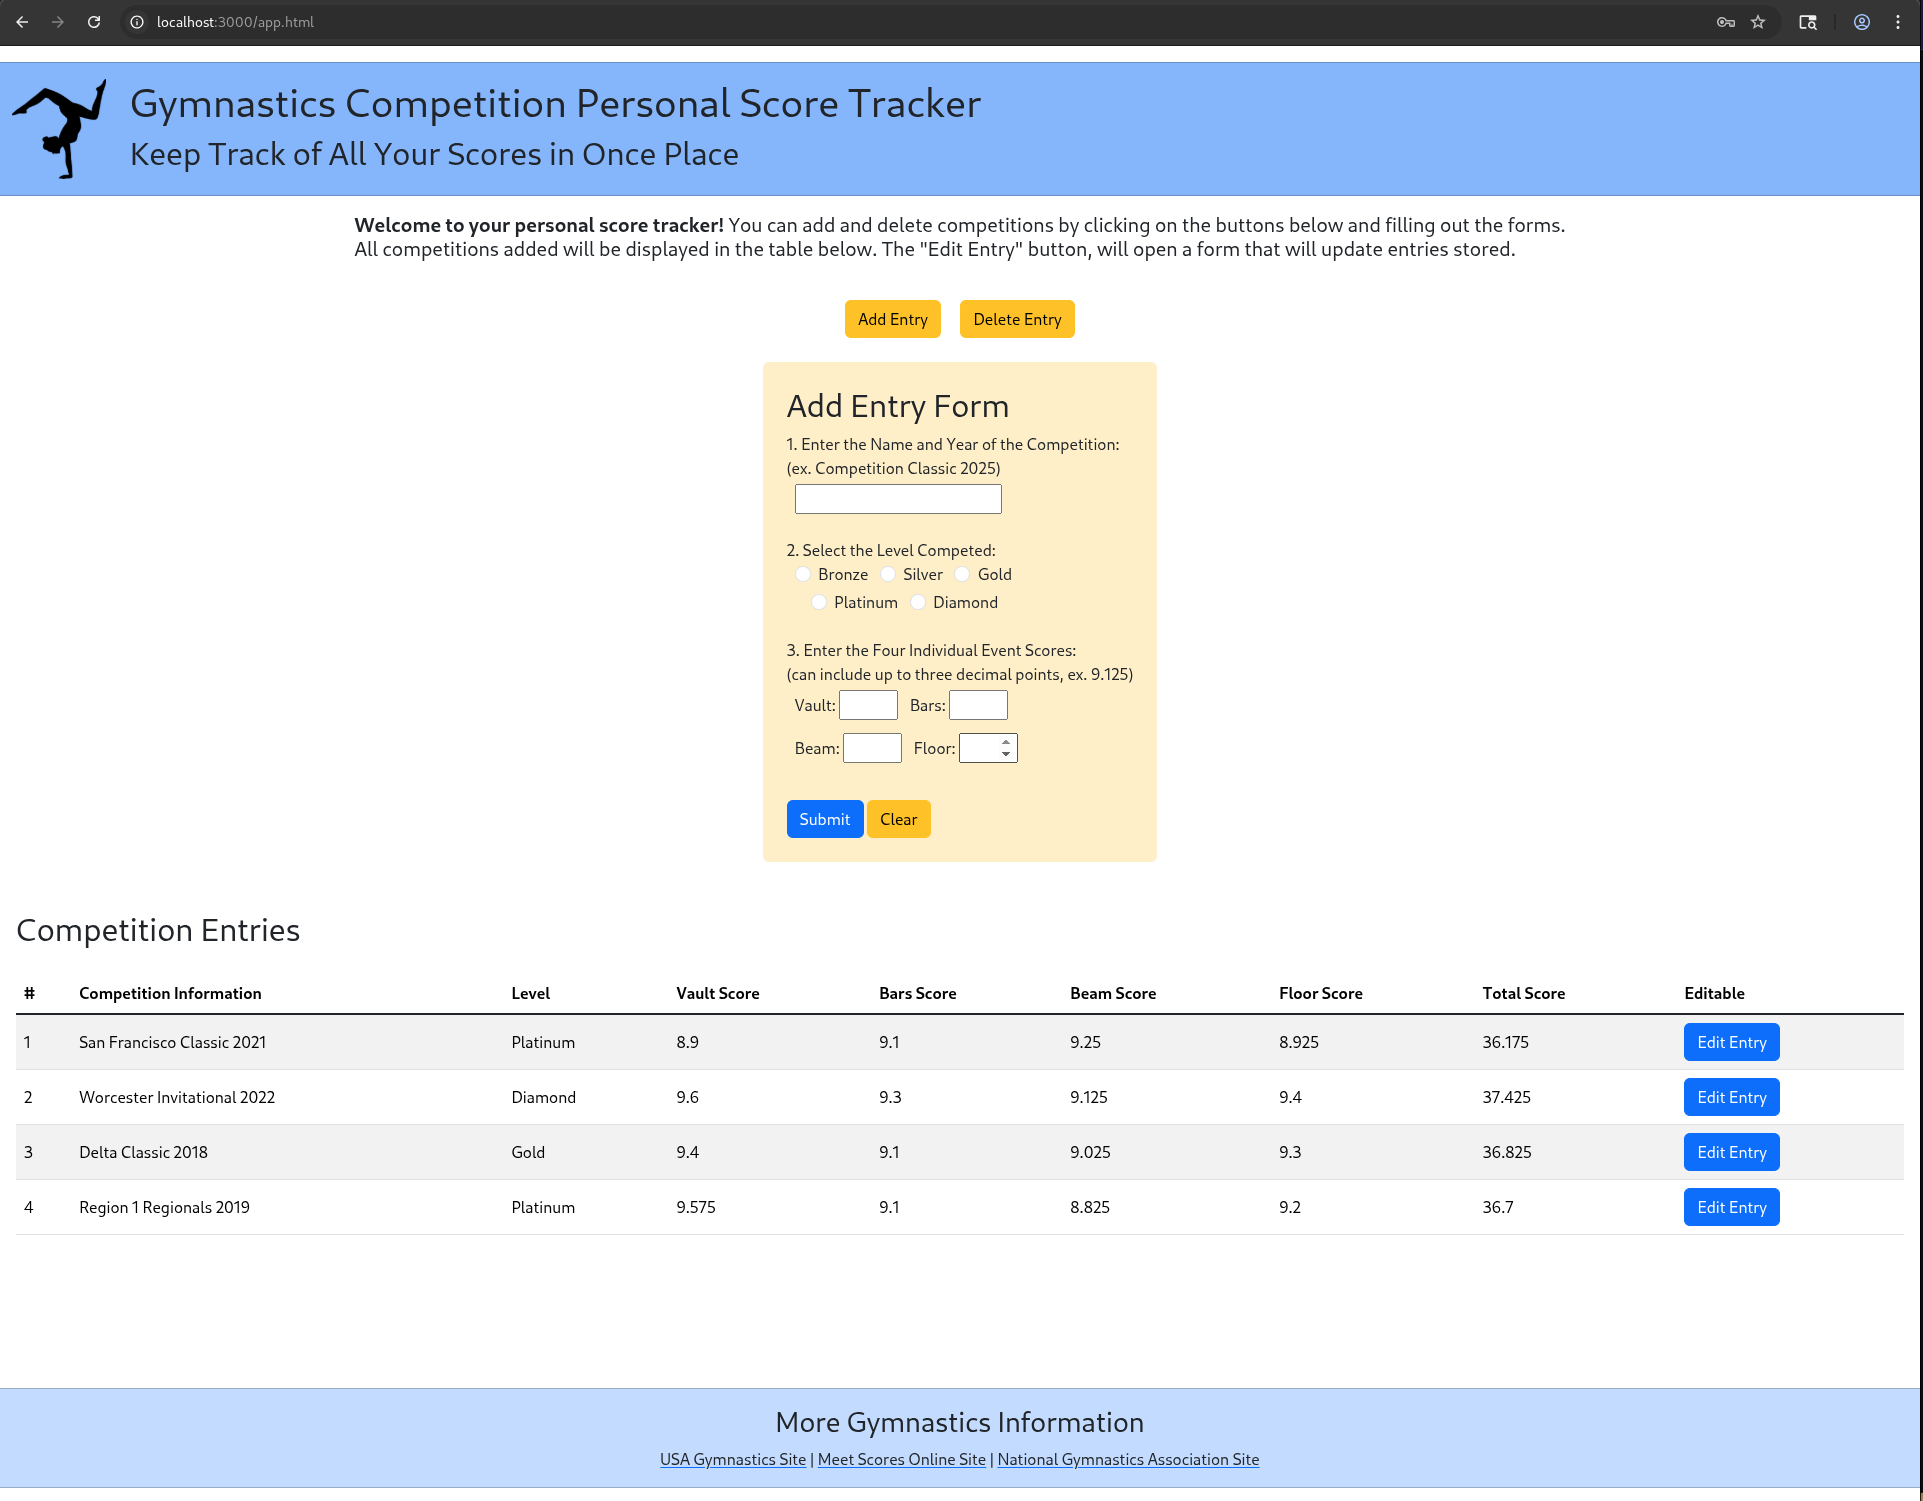 localhost:3000/app.html
Gymnastics Competition Personal Score Tracker
Keep Track of All Your Scores in Once Place
Welcome to your personal score tracker! You can add and delete competitions by clicking on the buttons below and filling out the forms.
All competitions added will be displayed in the table below. The "Edit Entry" button, will open a form that will update entries stored.
Add Entry Delete Entry
Add Entry Form
1. Enter the Name and Year of the Competition:
(ex. Competition Classic 2025)
2. Select the Level Competed:
Bronze Silver Gold
Platinum Diamond
3. Enter the Four Individual Event Scores:
(can include up to three decimal points, ex. 9.125)
Vault: Bars:
Beam: Floor:
Submit Clear
Competition Entries
# Competition Information Level Vault Score Bars Score Beam Score Floor Score Total Score Editable
1 San Francisco Classic 2021 Platinum 8.9 9.1 9.25 8.925 36.175 Edit Entry
2 Worcester Invitational 2022 Diamond 9.6 9.3 9.125 9.4 37.425 Edit Entry
3 Delta Classic 2018 Gold 9.4 9.1 9.025 9.3 36.825 Edit Entry
4 Region 1 Regionals 2019 Platinum 9.575 9.1 8.825 9.2 36.7 Edit Entry
More Gymnastics Information
USA Gymnastics Site | Meet Scores Online Site | National Gymnastics Association Site